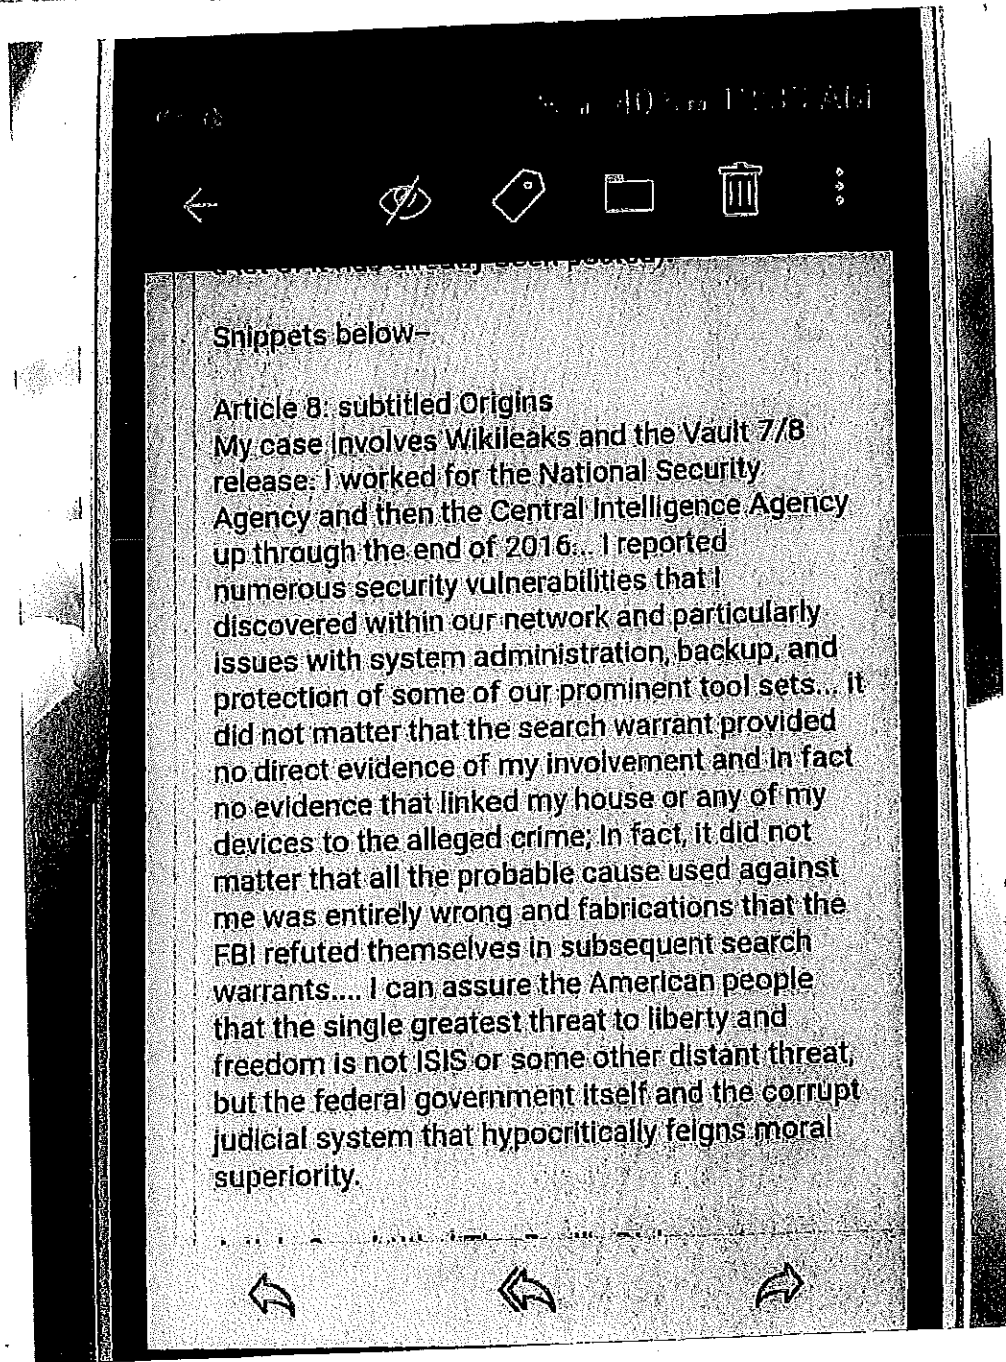 AM
Snippets below--
Article 8: subtitled Origins
My case involves Wikileaks and the Vault 7/8
release. I worked for the National Security
Agency and then the Central Intelligence Agency
up through the end of 2016... I reported
numerous security vulnerabilities that I
discovered within our network and particularly
issues with system administration, backup, and
protection of some of our prominent tool sets... it
did not matter that the search warrant provided
no direct evidence of my involvement and in fact
no evidence that linked my house or any of my
devices to the alleged crime; in fact, it did not
matter that all the probable cause used against
me was entirely wrong and fabrications that the
FBI refuted themselves in subsequent search
warrants.... I can assure the American people
that the single greatest threat to liberty and
freedom is not ISIS or some other distant threat,
but the federal government itself and the corrupt
judicial system that hypocritically feigns moral
superiority.